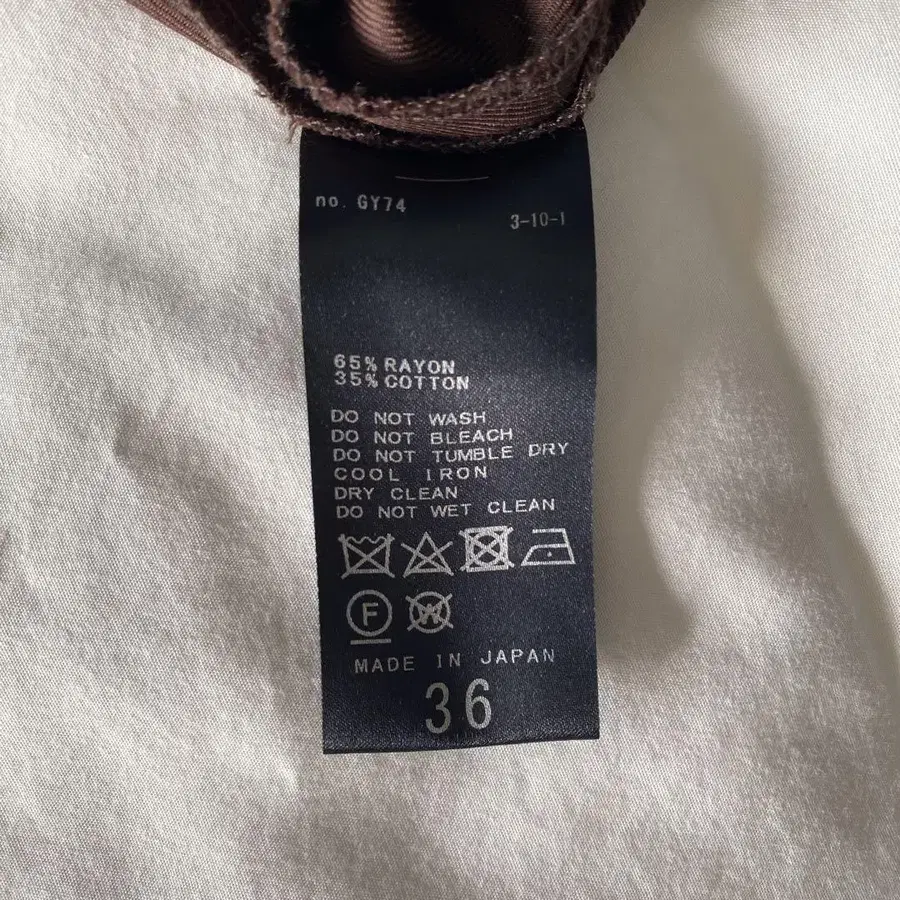 no. GY74
3-10-1
65% RAYON
35% COTTON
DO NOT WASH
DO NOT BLEACH
DO NOT TUMBLE DRY
COOL IRON
DRY CLEAN
DO NOT WET CLEAN
F W
MADE IN JAPAN
36